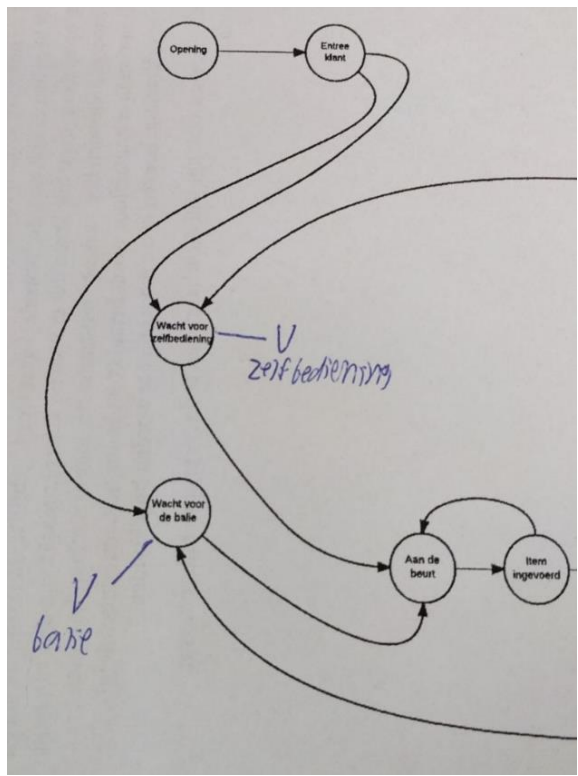 Opening
Entree
klant
Wacht voor
zelfbediening
V
zelfbediening
Wacht voor
de balie
Aan de
beurt
Item
ingevoerd
V
balie